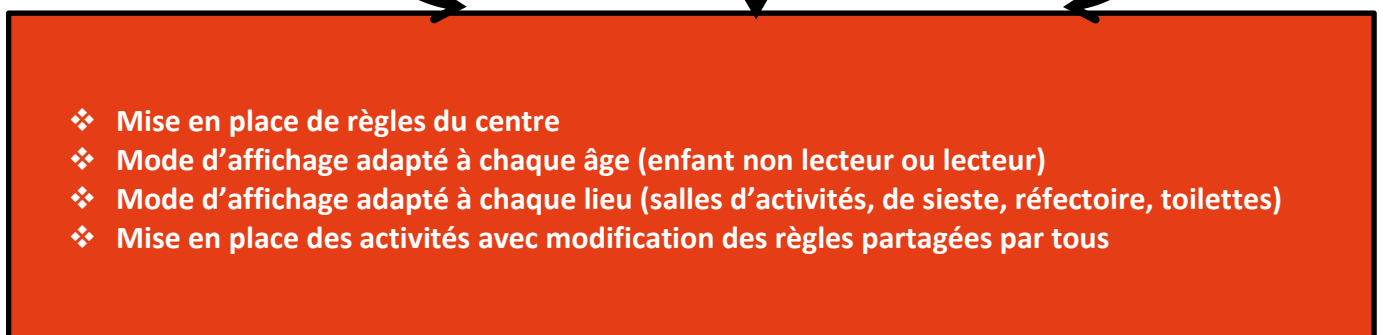 ❖ Mise en place de règles du centre
❖ Mode d’affichage adapté à chaque âge (enfant non lecteur ou lecteur)
❖ Mode d’affichage adapté à chaque lieu (salles d’activités, de sieste, réfectoire, toilettes)
❖ Mise en place des activités avec modification des règles partagées par tous